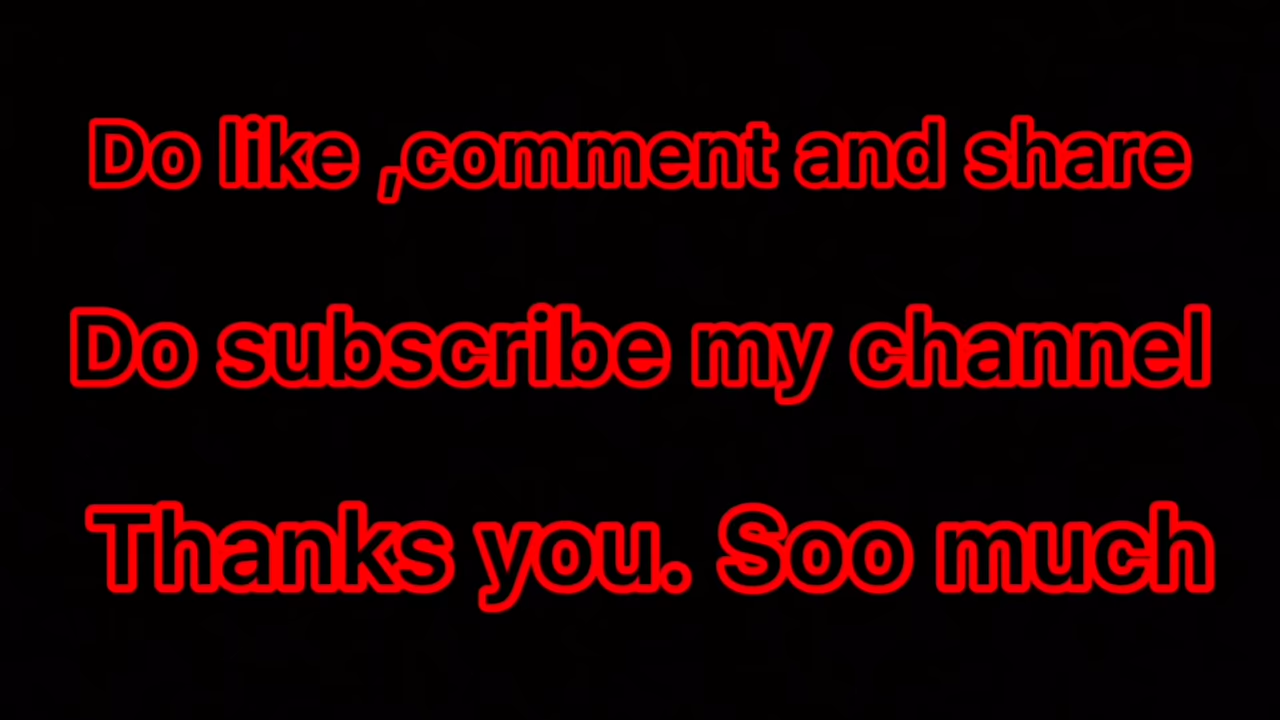 Do like ,comment and share
Do subscribe my channel
Thanks you. Soo much